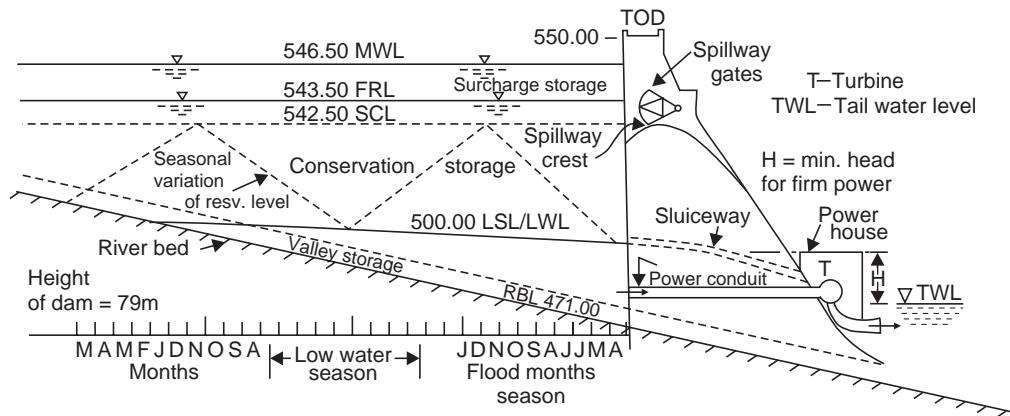 TOD
550.00
546.50 MWL
Spillway
gates
T–Turbine
TWL–Tail water level
Surcharge storage
543.50 FRL
542.50 SCL
Spillway
crest
Seasonal
variation
of resv. level
Conservation
storage
H = min. head
for firm power
500.00 LSL/LWL
Sluiceway
Power
house
River bed
Valley storage
Power conduit
T
H
TWL
Height
of dam = 79m
RBL 471.00
M A M F J D N O S A
Months
Low water
season
J D N O S A J J M A
Flood months
season